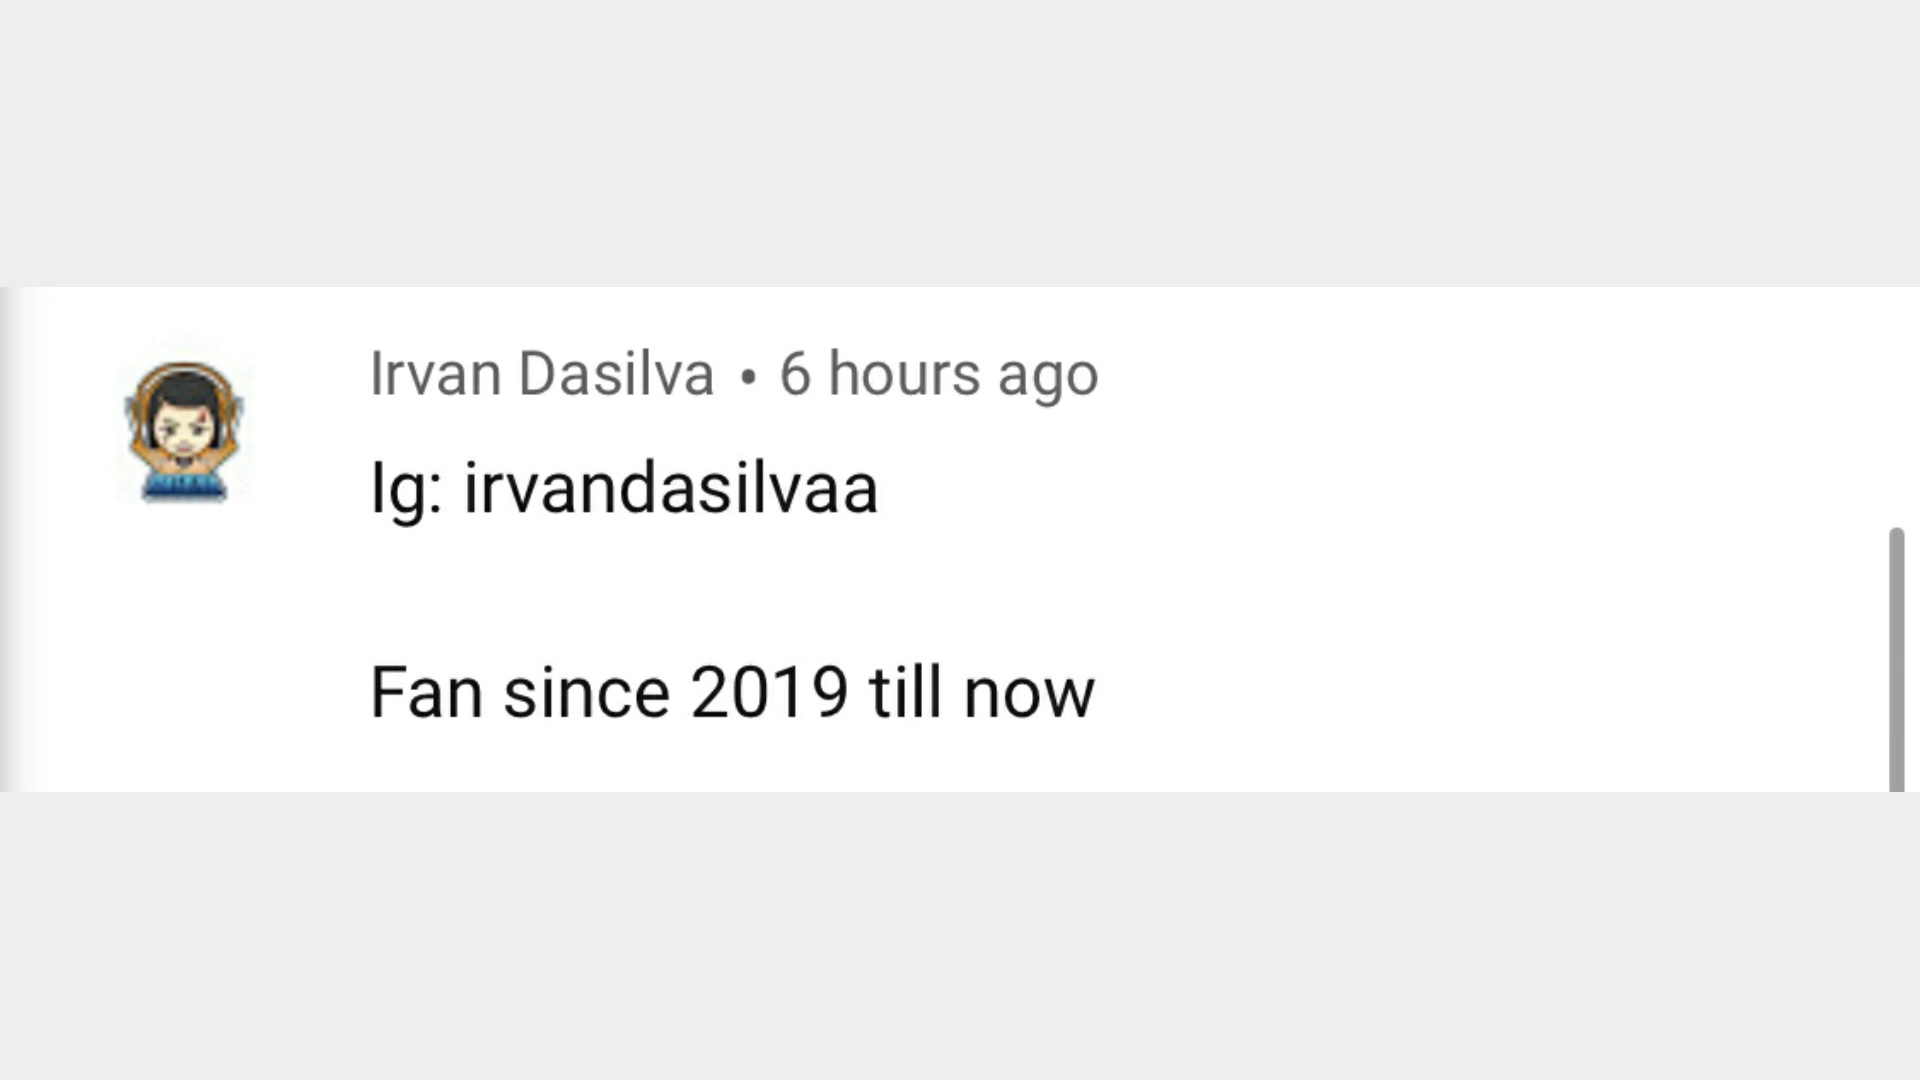 Irvan Dasilva • 6 hours ago
Ig: irvandasilvaa
Fan since 2019 till now